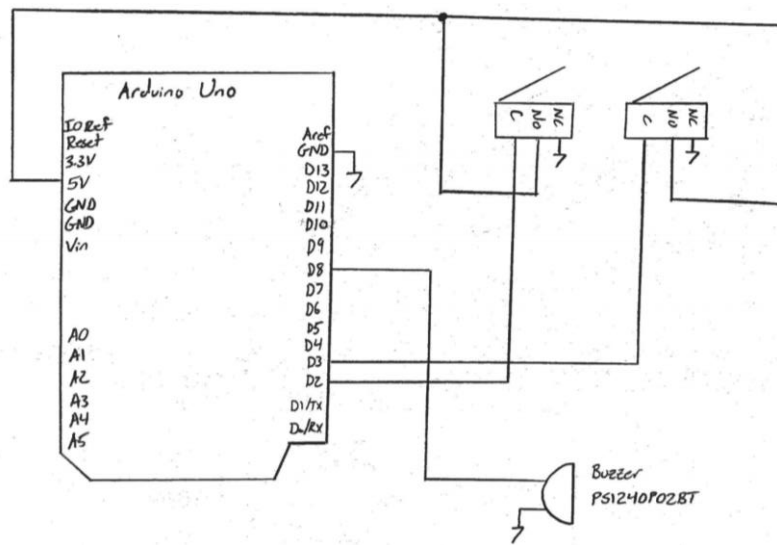 Arduino Uno
IORef
Reset
3.3V
5V
GND
GND
Vin
A0
A1
A2
A3
A4
A5
Aref
GND
D13
D12
D11
D10
D9
D8
D7
D6
D5
D4
D3
D2
D1/TX
D0/RX
C
NO
NC
C
NO
NC
Buzzer
PS1240P02BT